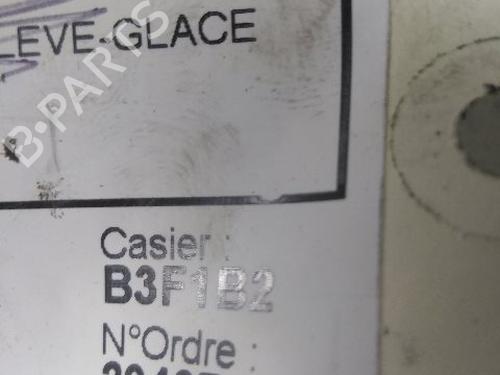 LEVE-GLACE
B-PARTS
Casier :
B3F1B2
N°Ordre :